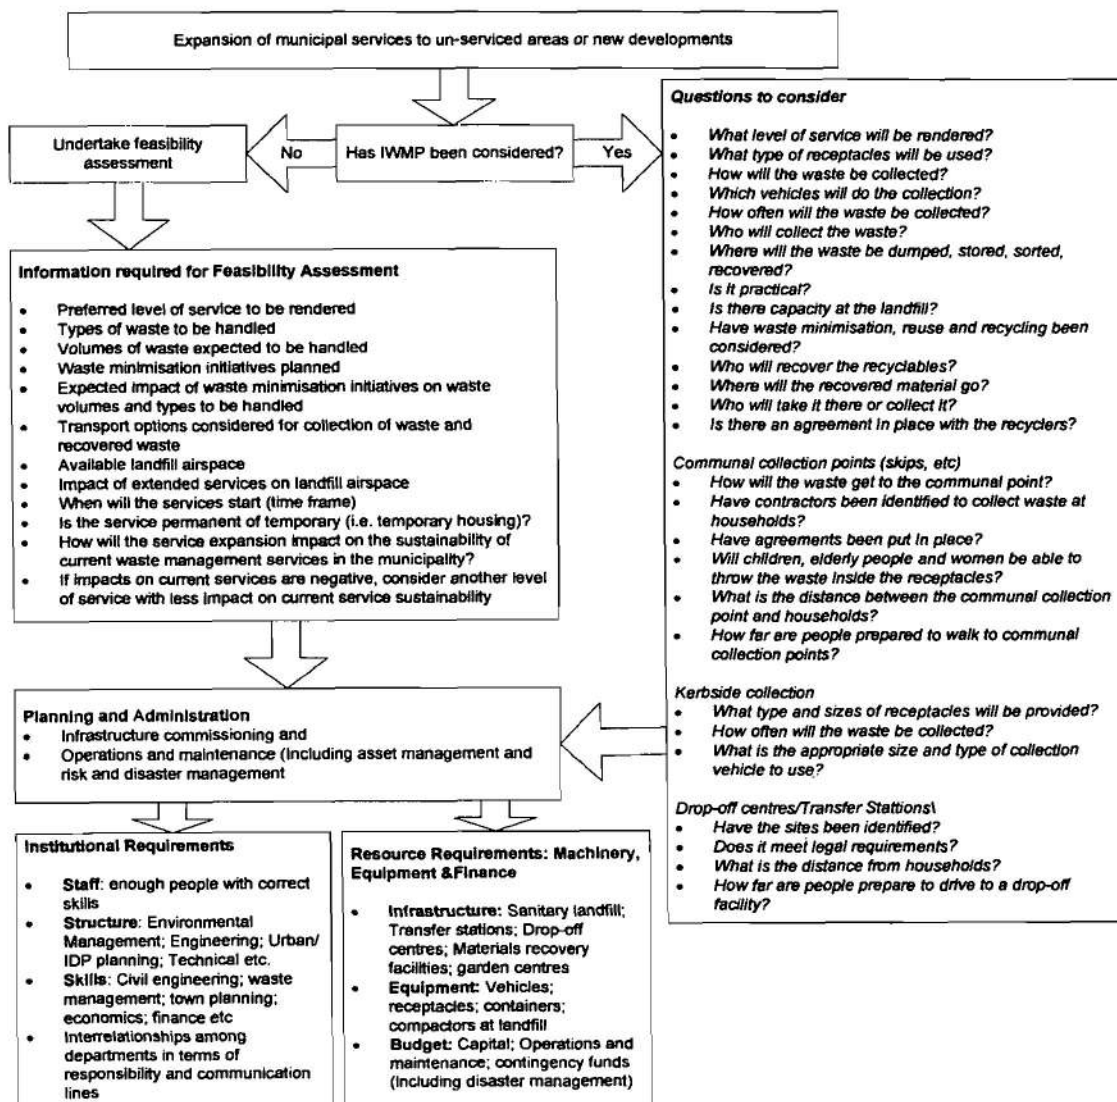 Expansion of municipal services to un-serviced areas or new developments
Undertake feasibility
assessment
No
Has IWMP been considered?
Yes
Information required for Feasibility Assessment
• Preferred level of service to be rendered
• Types of waste to be handled
• Volumes of waste expected to be handled
• Waste minimisation initiatives planned
• Expected impact of waste minimisation initiatives on waste
volumes and types to be handled
• Transport options considered for collection of waste and
recovered waste
• Available landfill airspace
• Impact of extended services on landfill airspace
• When will the services start (time frame)
• Is the service permanent of temporary (i.e. temporary housing)?
• How will the service expansion impact on the sustainability of
current waste management services in the municipality?
• If impacts on current services are negative, consider another level
of service with less impact on current service sustainability
Questions to consider
• What level of service will be rendered?
• What type of receptacles will be used?
• How will the waste be collected?
• Which vehicles will do the collection?
• How often will the waste be collected?
• Who will collect the waste?
• Where will the waste be dumped, stored, sorted,
recovered?
• Is it practical?
• Is there capacity at the landfill?
• Have waste minimisation, reuse and recycling been
considered?
• Who will recover the recyclables?
• Where will the recovered material go?
• Who will take it there or collect it?
• Is there an agreement in place with the recyclers?
Communal collection points (skips, etc)
• How will the waste get to the communal point?
• Have contractors been identified to collect waste at
households?
• Have agreements been put in place?
• Will children, elderly people and women be able to
throw the waste inside the receptacles?
• What is the distance between the communal collection
point and households?
• How far are people prepared to walk to communal
collection points?
Kerbside collection
• What type and sizes of receptacles will be provided?
• How often will the waste be collected?
• What is the appropriate size and type of collection
vehicle to use?
Drop-off centres/Transfer Stattions\
• Have the sites been identified?
• Does it meet legal requirements?
• What is the distance from households?
• How far are people prepare to drive to a drop-off
facility?
Planning and Administration
• Infrastructure commissioning and
• Operations and maintenance (Including asset management and
risk and disaster management
Institutional Requirements
• Staff: enough people with correct
skills
• Structure: Environmental
Management; Engineering; Urban/
IDP planning; Technical etc.
• Skills: Civil engineering; waste
management; town planning;
economics; finance etc
• Interrelationships among
departments in terms of
responsibility and communication
lines
Resource Requirements: Machinery,
Equipment &Finance
• Infrastructure: Sanitary landfill;
Transfer stations; Drop-off
centres; Materials recovery
facilities; garden centres
• Equipment: Vehicles;
receptacles; containers;
compactors at landfill
• Budget: Capital; Operations and
maintenance; contingency funds
(Including disaster management)